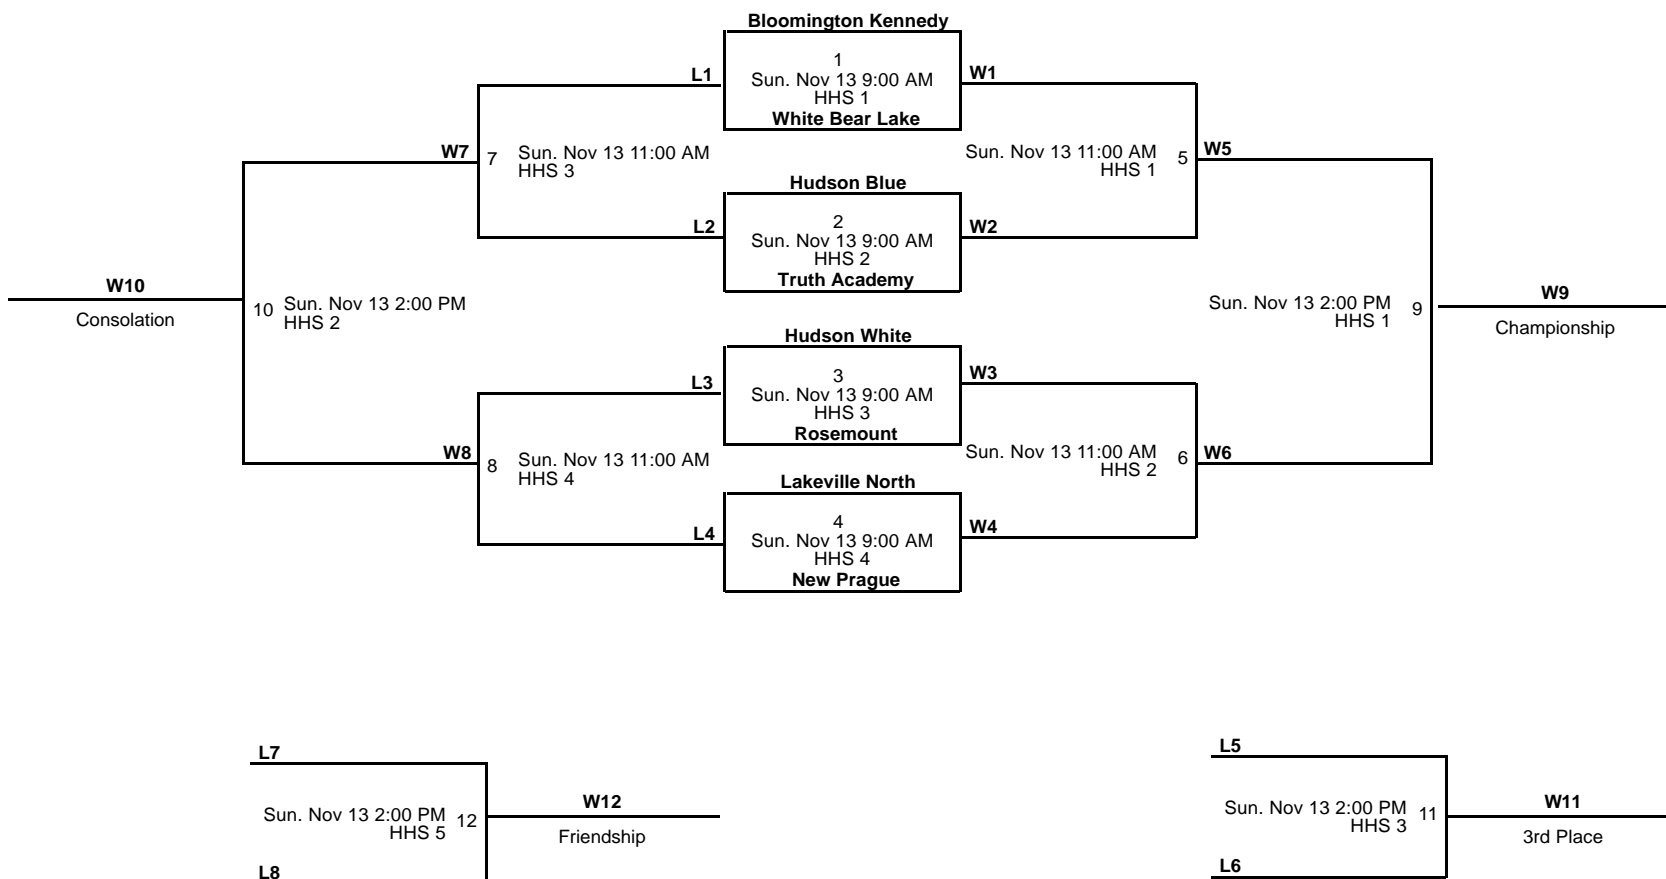 Bloomington Kennedy
1
Sun. Nov 13 9:00 AM
HHS 1
White Bear Lake
L1
W1
W7
7
Sun. Nov 13 11:00 AM
HHS 3
Sun. Nov 13 11:00 AM
HHS 1
5
W5
Hudson Blue
2
Sun. Nov 13 9:00 AM
HHS 2
Truth Academy
L2
W2
W10
Consolation
10
Sun. Nov 13 2:00 PM
HHS 2
Sun. Nov 13 2:00 PM
HHS 1
9
W9
Championship
Hudson White
3
Sun. Nov 13 9:00 AM
HHS 3
Rosemount
L3
W3
W8
8
Sun. Nov 13 11:00 AM
HHS 4
Sun. Nov 13 11:00 AM
HHS 2
6
W6
Lakeville North
4
Sun. Nov 13 9:00 AM
HHS 4
New Prague
L4
W4
L7
Sun. Nov 13 2:00 PM
HHS 5
12
W12
Friendship
L8
L5
Sun. Nov 13 2:00 PM
HHS 3
11
W11
3rd Place
L6